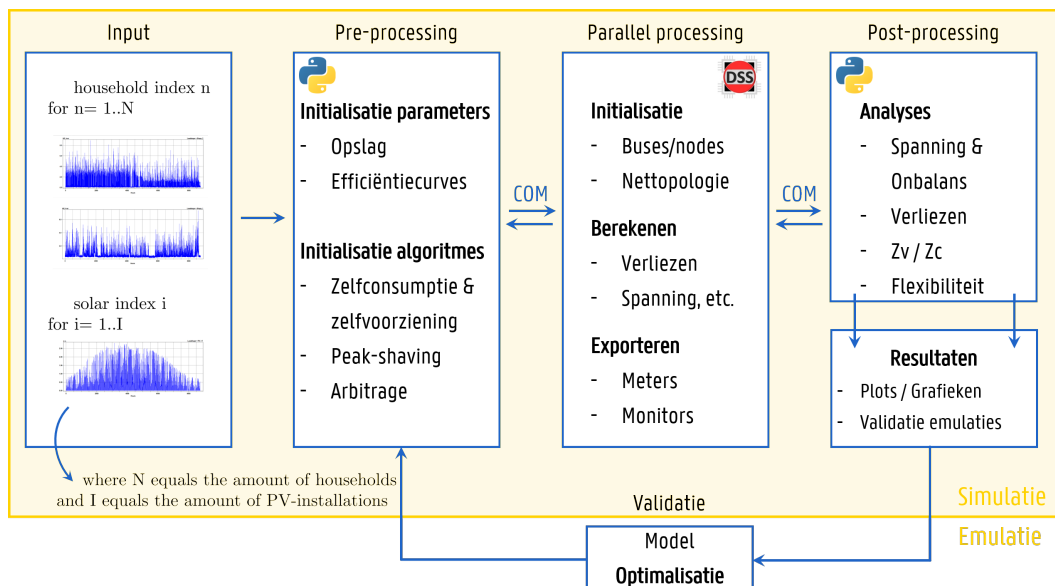 Input
household index n
for n= 1..N
solar index i
for i= 1..I
where N equals the amount of households
and I equals the amount of PV-installations
Pre-processing
Initialisatie parameters
- Opslag
- Efficiëntiecurves
Initialisatie algoritmes
- Zelfconsumptie &
zelfvoorziening
- Peak-shaving
- Arbitrage
COM
Parallel processing
DSS
Initialisatie
- Buses/nodes
- Nettopologie
Berekenen
- Verliezen
- Spanning, etc.
Exporteren
- Meters
- Monitors
COM
Post-processing
Analyses
- Spanning &
Onbalans
- Verliezen
- Zv / Zc
- Flexibiliteit
Resultaten
- Plots / Grafieken
- Validatie emulaties
Simulatie
Emulatie
Validatie
Model
Optimalisatie